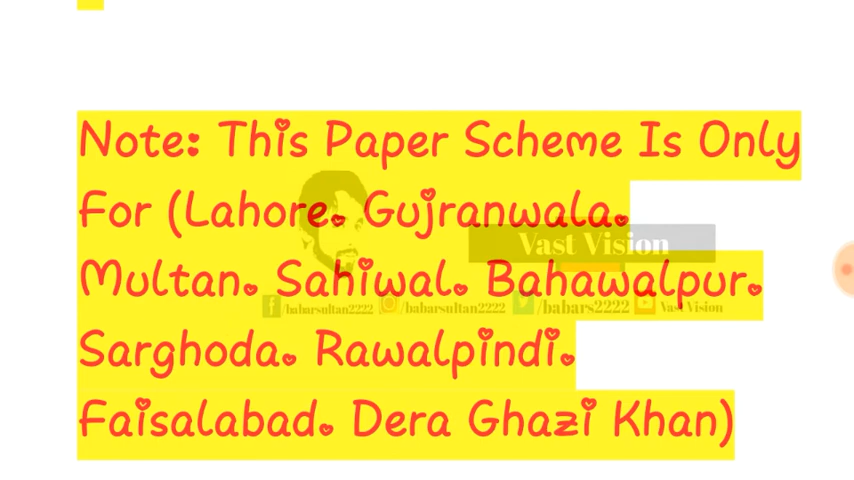 Note: This Paper Scheme Is Only
For (Lahore. Gujranwala.
Vast Vision
Multan. Sahiwal. Bahawalpur.
/babarsultan2222 /babarsultan2222 /babars2222 Vast Vision
Sarghoda. Rawalpindi.
Faisalabad. Dera Ghazi Khan)